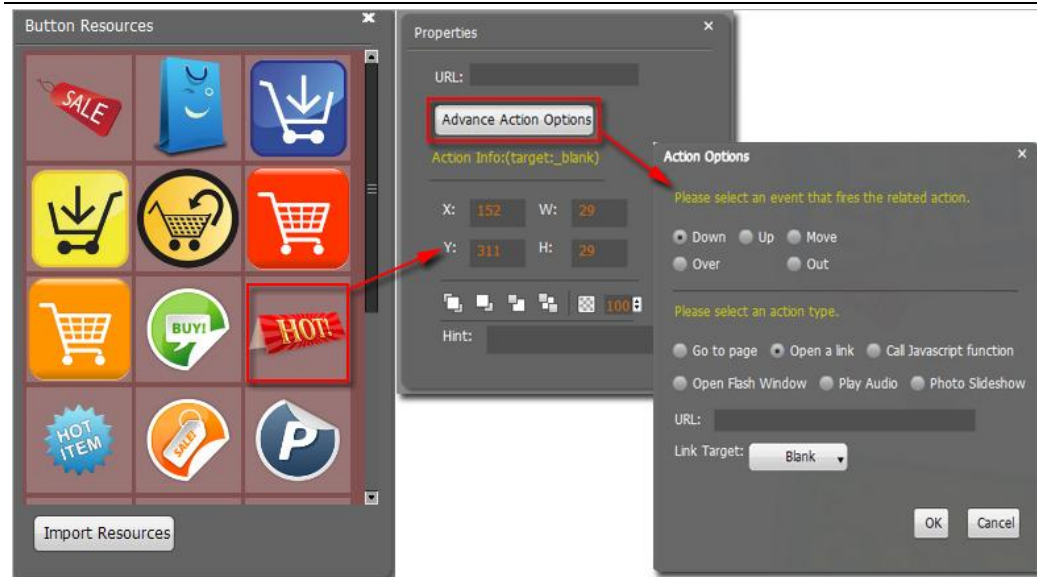 Button Resources
SALE
BUY!
HOT!
HOT ITEM
SALE!
P
Import Resources
Properties
URL:
Advance Action Options
Action Info:(target:_blank)
X: 152 W: 29
Y: 311 H: 29
100
Hint:
Action Options
Please select an event that fires the related action.
Down Up Move
Over Out
Please select an action type.
Go to page Open a link Call Javascript function
Open Flash Window Play Audio Photo Slideshow
URL:
Link Target: Blank
OK Cancel